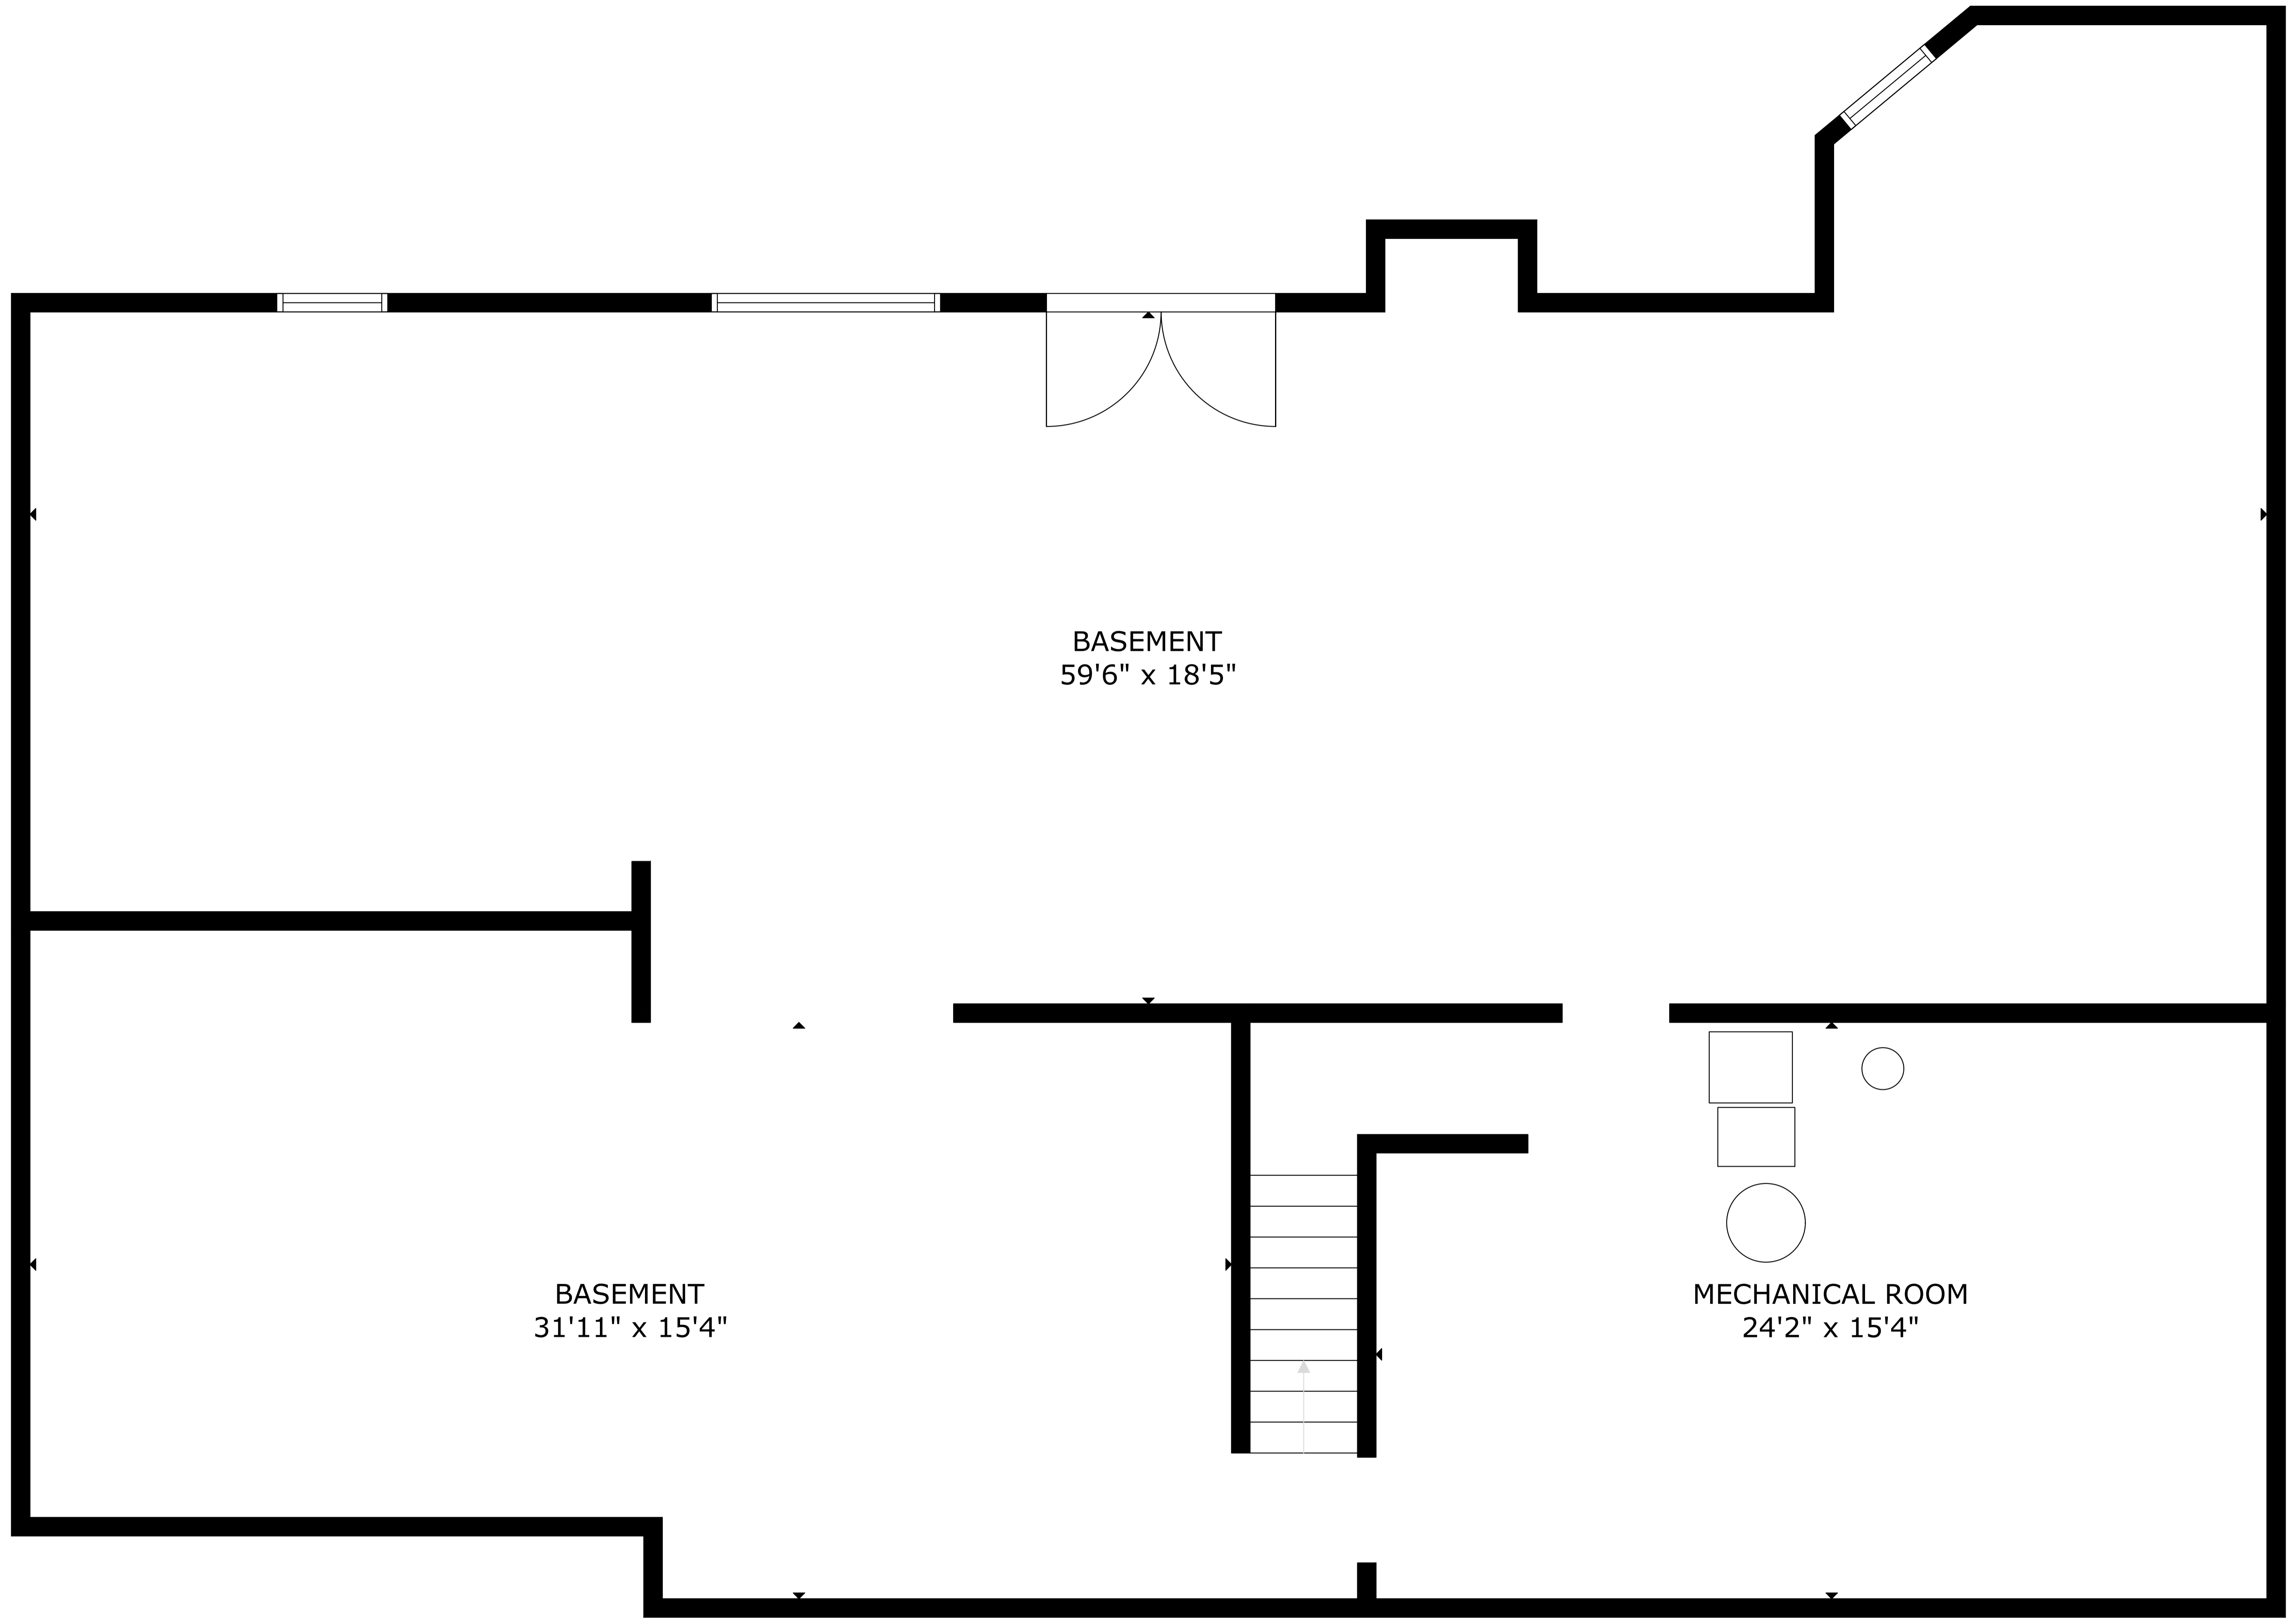 BASEMENT
59'6" x 18'5"
BASEMENT
31'11" x 15'4"
MECHANICAL ROOM
24'2" x 15'4"